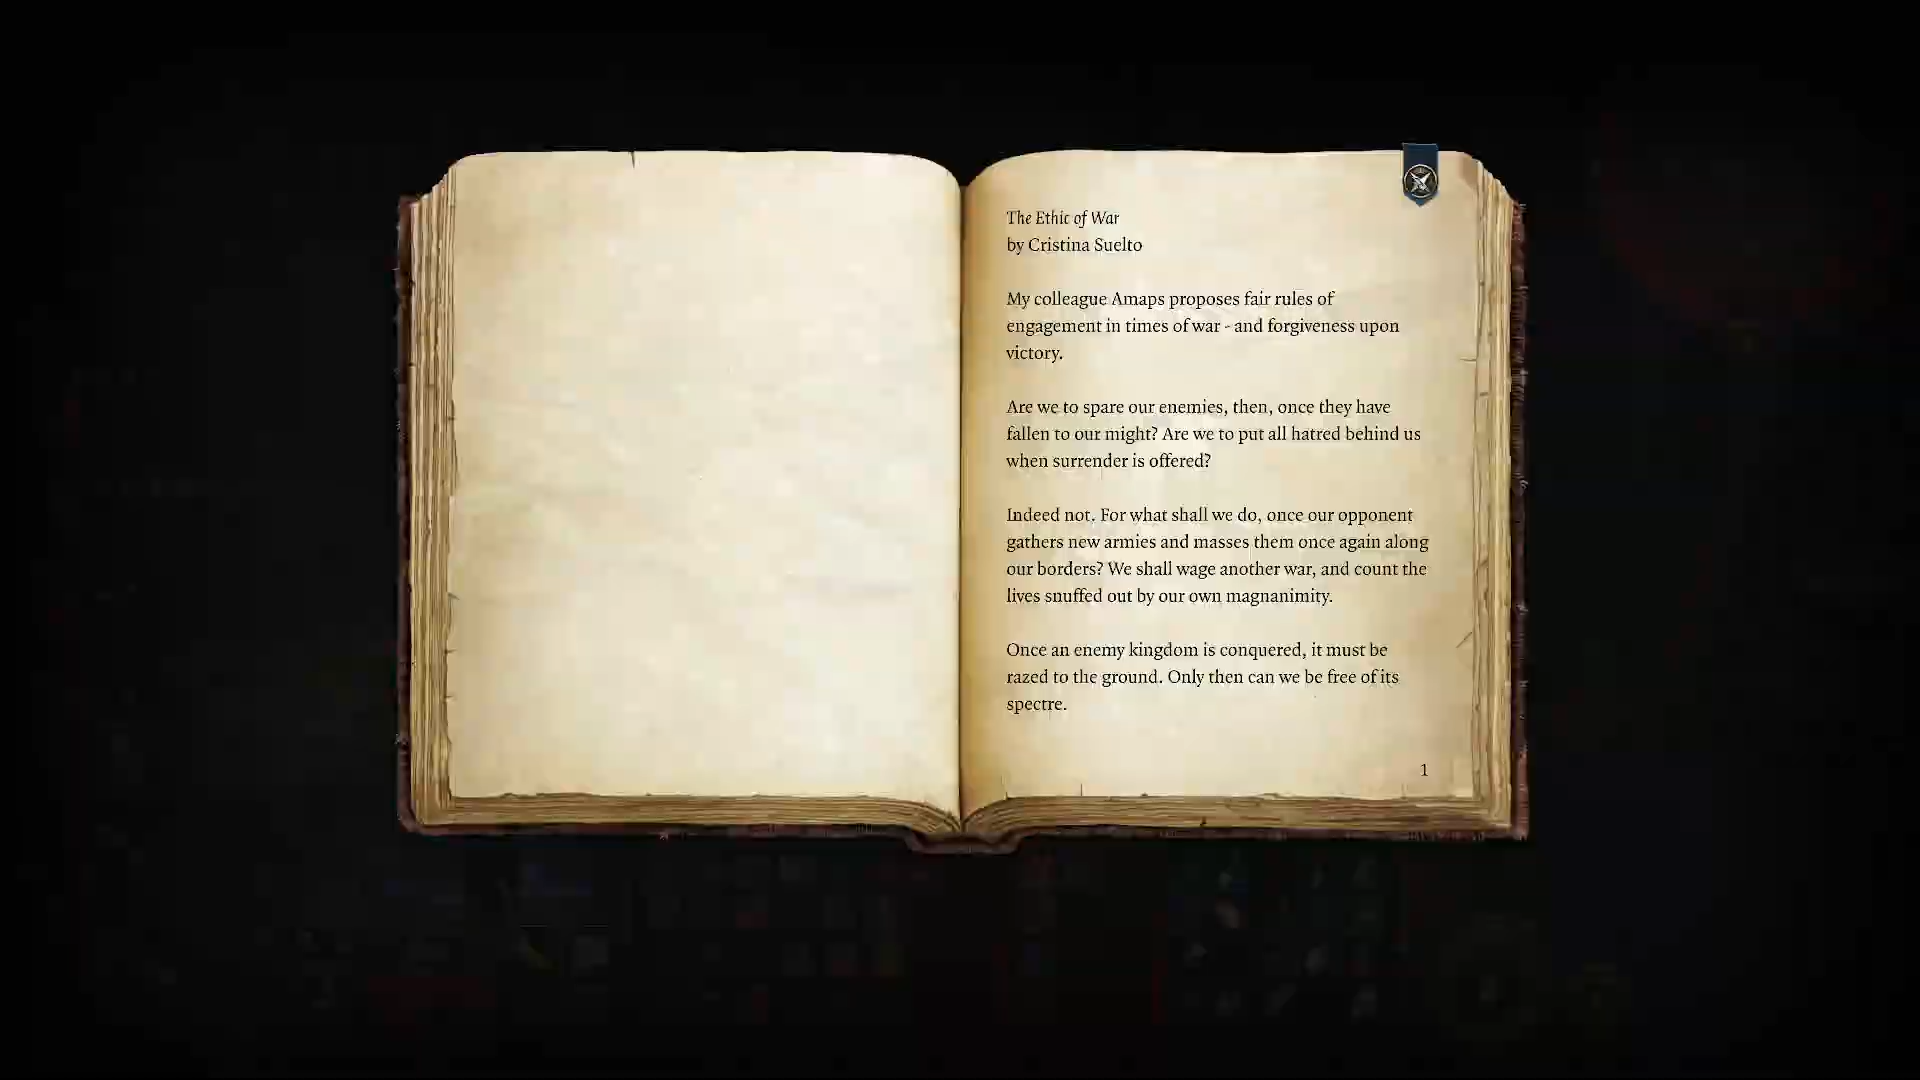 The Ethic of War
by Cristina Suelto
My colleague Amaps proposes fair rules of
engagement in times of war - and forgiveness upon
victory.
Are we to spare our enemies, then, once they have
fallen to our might? Are we to put all hatred behind us
when surrender is offered?
Indeed not. For what shall we do, once our opponent
gathers new armies and masses them once again along
our borders? We shall wage another war, and count the
lives snuffed out by our own magnanimity.
Once an enemy kingdom is conquered, it must be
razed to the ground. Only then can we be free of its
spectre.
1